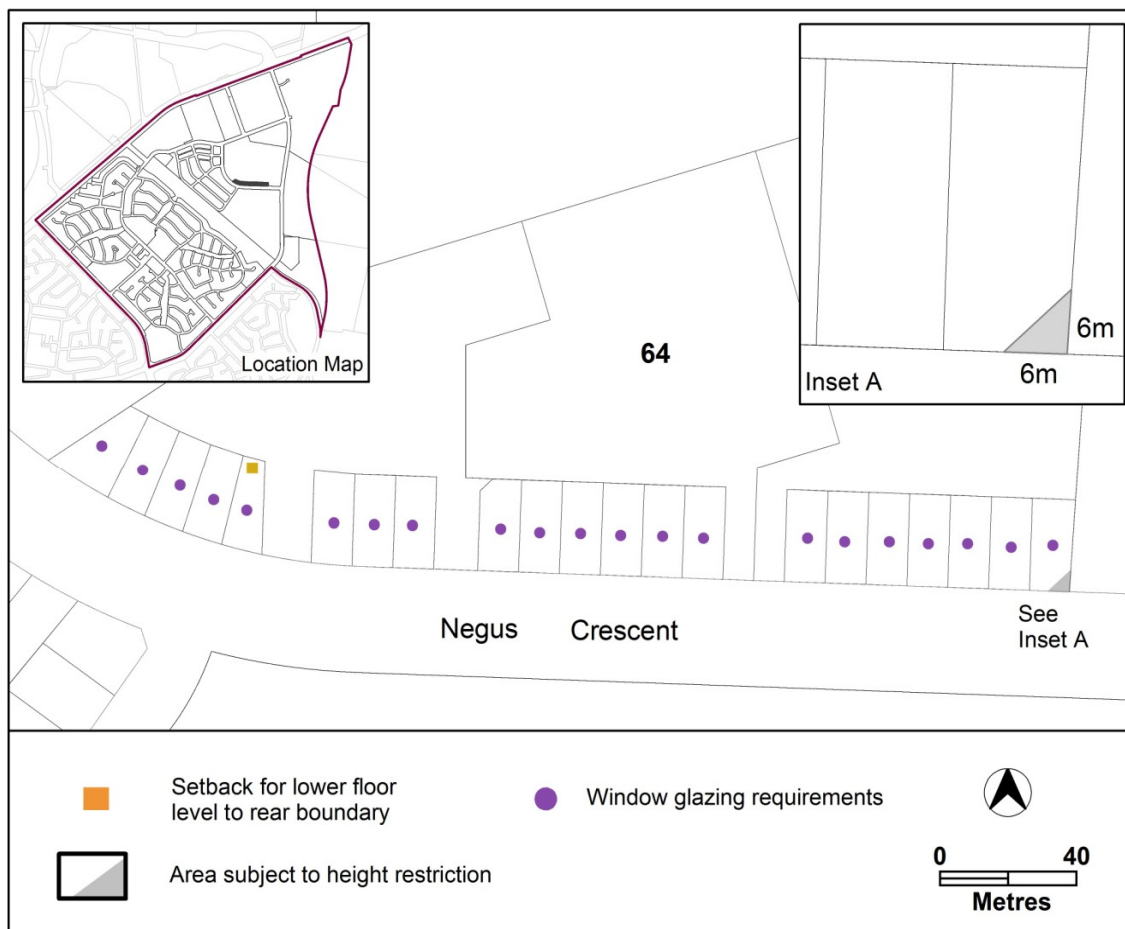 Location Map
64
6m
6m
Inset A
Negus Crescent
See
Inset A
Setback for lower floor
level to rear boundary
Window glazing requirements
Area subject to height restriction
0 40
Metres